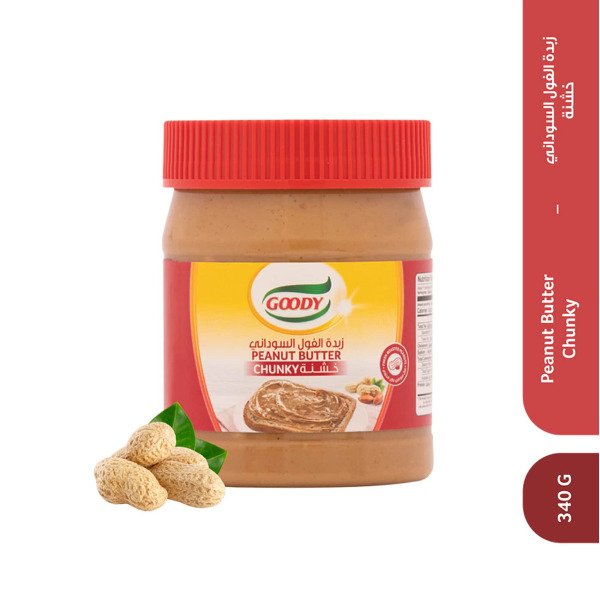 GOODY
زبدة الفول السوداني
PEANUT BUTTER
CHUNKY خشنة
زبدة الفول السوداني
خشنة
–
Peanut Butter
Chunky
340 G